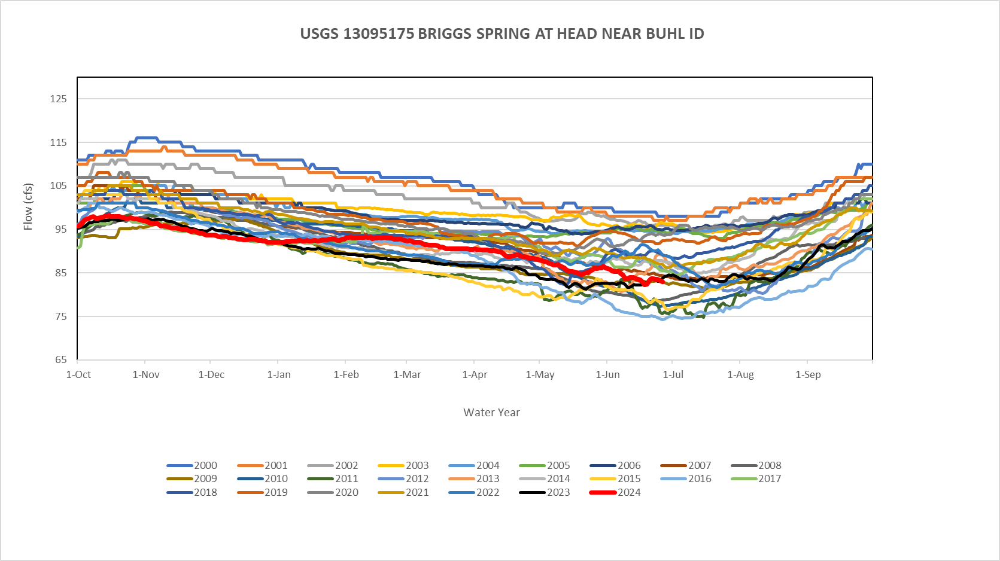 USGS 13095175 BRIGGS SPRING AT HEAD NEAR BUHL ID
125
115
105
95
85
75
65
Flow (cfs)
1-Oct 1-Nov 1-Dec 1-Jan 1-Feb 1-Mar 1-Apr 1-May 1-Jun 1-Jul 1-Aug 1-Sep
Water Year
2000 2001 2002 2003 2004 2005 2006 2007 2008
2009 2010 2011 2012 2013 2014 2015 2016 2017
2018 2019 2020 2021 2022 2023 2024